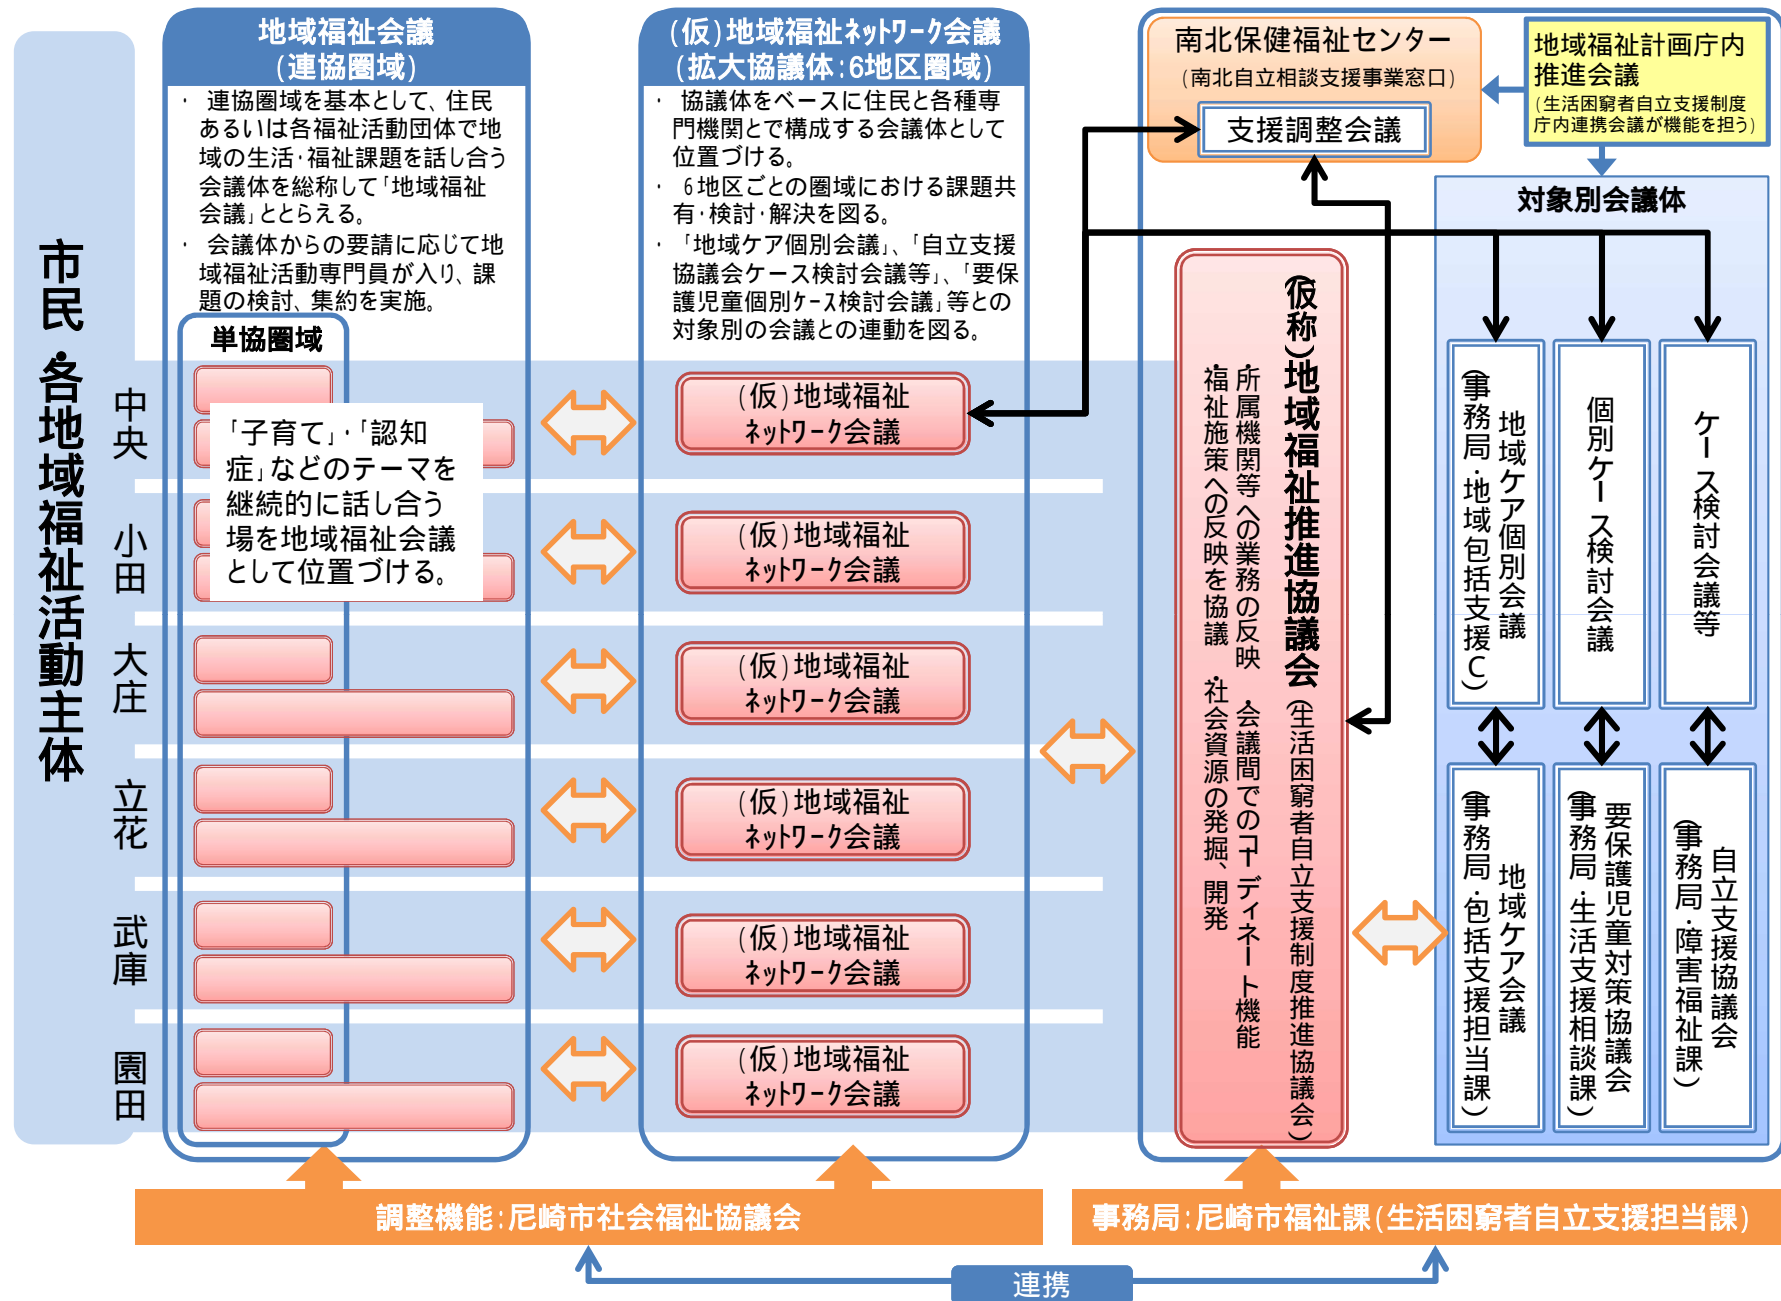 市民・各地域福祉活動主体
地域福祉会議
(連協圏域)
・ 連協圏域を基本として、住民
あるいは各福祉活動団体で地
域の生活・福祉課題を話し合う
会議体を総称して「地域福祉
会議」ととらえる。
・ 会議体からの要請に応じて地
域福祉活動専門員が入り、課
題の検討、集約を実施。
単協圏域
「子育て」・「認知
症」などのテーマを
継続的に話し合う
場を地域福祉会議
として位置づける。
中央
小田
大庄
立花
武庫
園田
(仮)地域福祉ネットワーク会議
(拡大協議体:6地区圏域)
・ 協議体をベースに住民と各種専
門機関とで構成する会議体として
位置づける。
・ 6地区ごとの圏域における課題共
有・検討・解決を図る。
・ 「地域ケア個別会議」、「自立支援
協議会ケース検討会議等」、「要保
護児童個別ケース検討会議」等との
対象別の会議との連動を図る。
(仮)地域福祉
ネットワーク会議
(仮)地域福祉
ネットワーク会議
(仮)地域福祉
ネットワーク会議
(仮)地域福祉
ネットワーク会議
(仮)地域福祉
ネットワーク会議
(仮)地域福祉
ネットワーク会議
南北保健福祉センター
(南北自立相談支援事業窓口)
支援調整会議
地域福祉計画庁内
推進会議
(生活困窮者自立支援制度
庁内連携会議が機能を担う)
(仮称)地域福祉推進協議会(生活困窮者自立支援制度推進協議会)
・所属機関等への業務の反映 ・会議間でのコーディネート機能
・福祉施策への反映を協議 ・社会資源の発掘、開発
対象別会議体
地域ケア個別会議
(事務局・地域包括支援C)
個別ケース検討会議
ケース検討会議等
地域ケア会議
(事務局・包括支援担当課)
要保護児童対策協議会
(事務局・生活支援相談課)
自立支援協議会
(事務局・障害福祉課)
調整機能:尼崎市社会福祉協議会
事務局:尼崎市福祉課(生活困窮者自立支援担当課)
連携